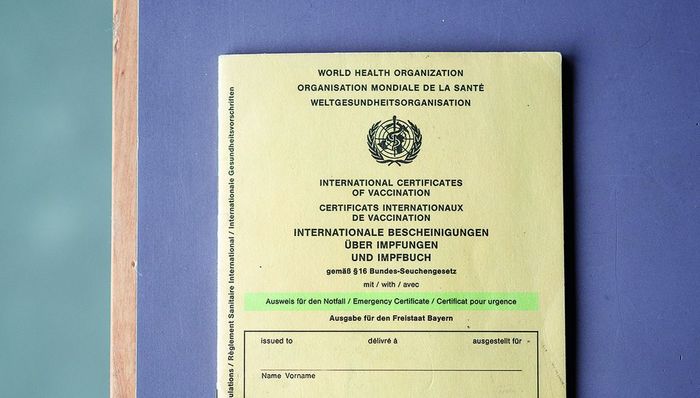 WORLD HEALTH ORGANIZATION
ORGANISATION MONDIALE DE LA SANTÉ
WELTGESUNDHEITSORGANISATION
INTERNATIONAL CERTIFICATES
OF VACCINATION
CERTIFICATS INTERNATIONAUX
DE VACCINATION
INTERNATIONALE BESCHEINIGUNGEN
ÜBER IMPFUNGEN
UND IMPFBUCH
gemäß §16 Bundes-Seuchengesetz
mit / with / avec
Ausweis für den Notfall / Emergency Certificate / Certificat pour urgence
Ausgabe für den Freistaat Bayern
issued to délivré à ausgestellt für
Name Vorname
/ Règlement Sanitaire International / Internationale Gesundheitsvorschriften